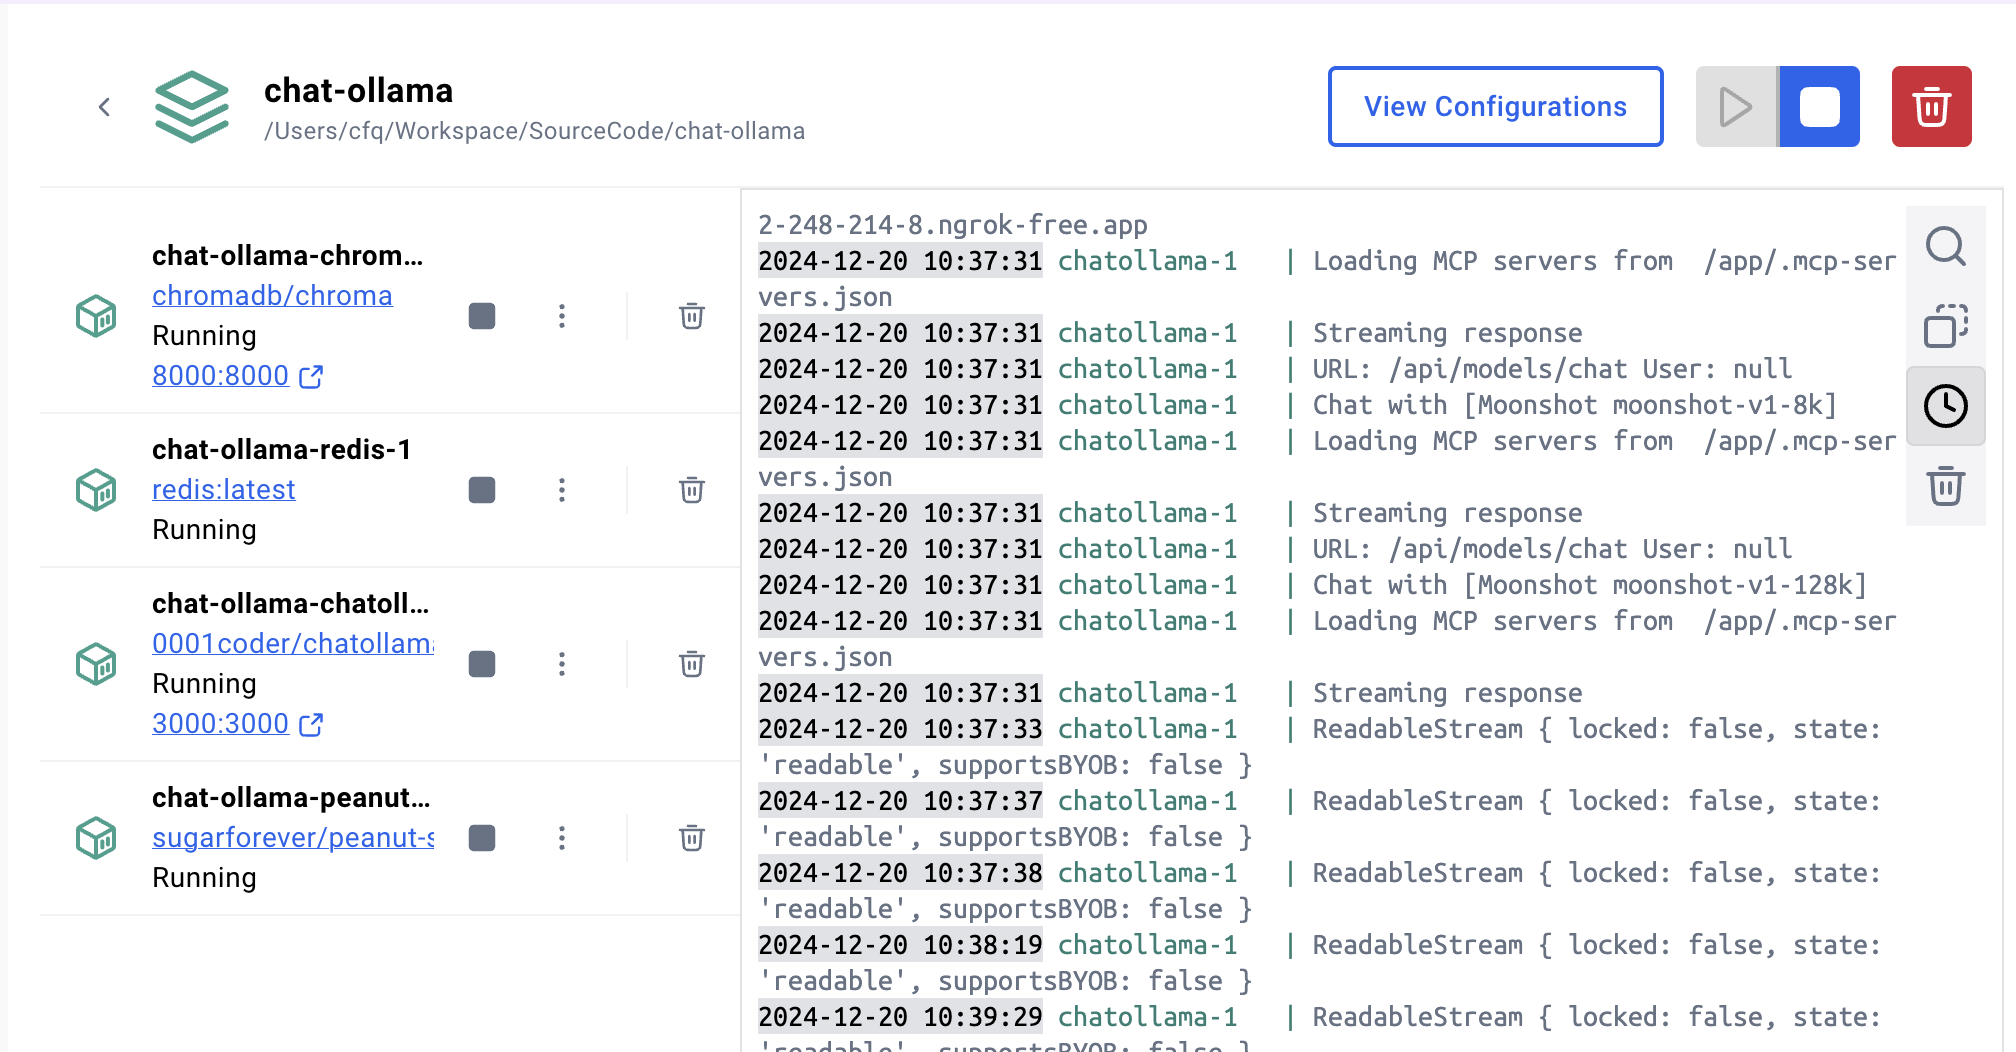 chat-ollama
/Users/cfq/Workspace/SourceCode/chat-ollama
View Configurations
chat-ollama-chrom...
chromadb/chroma
Running
8000:8000
chat-ollama-redis-1
redis:latest
Running
chat-ollama-chatoll...
0001coder/chatollam
Running
3000:3000
chat-ollama-peanut...
sugarforever/peanut-s
Running
2-248-214-8.ngrok-free.app
2024-12-20 10:37:31 chatollama-1 | Loading MCP servers from /app/.mcp-ser
vers.json
2024-12-20 10:37:31 chatollama-1 | Streaming response
2024-12-20 10:37:31 chatollama-1 | URL: /api/models/chat User: null
2024-12-20 10:37:31 chatollama-1 | Chat with [Moonshot moonshot-v1-8k]
2024-12-20 10:37:31 chatollama-1 | Loading MCP servers from /app/.mcp-ser
vers.json
2024-12-20 10:37:31 chatollama-1 | Streaming response
2024-12-20 10:37:31 chatollama-1 | URL: /api/models/chat User: null
2024-12-20 10:37:31 chatollama-1 | Chat with [Moonshot moonshot-v1-128k]
2024-12-20 10:37:31 chatollama-1 | Loading MCP servers from /app/.mcp-ser
vers.json
2024-12-20 10:37:31 chatollama-1 | Streaming response
2024-12-20 10:37:33 chatollama-1 | ReadableStream { locked: false, state:
'readable', supportsBYOB: false }
2024-12-20 10:37:37 chatollama-1 | ReadableStream { locked: false, state:
'readable', supportsBYOB: false }
2024-12-20 10:37:38 chatollama-1 | ReadableStream { locked: false, state:
'readable', supportsBYOB: false }
2024-12-20 10:38:19 chatollama-1 | ReadableStream { locked: false, state:
'readable', supportsBYOB: false }
2024-12-20 10:39:29 chatollama-1 | ReadableStream { locked: false, state:
'readable', supportsBYOB: false }